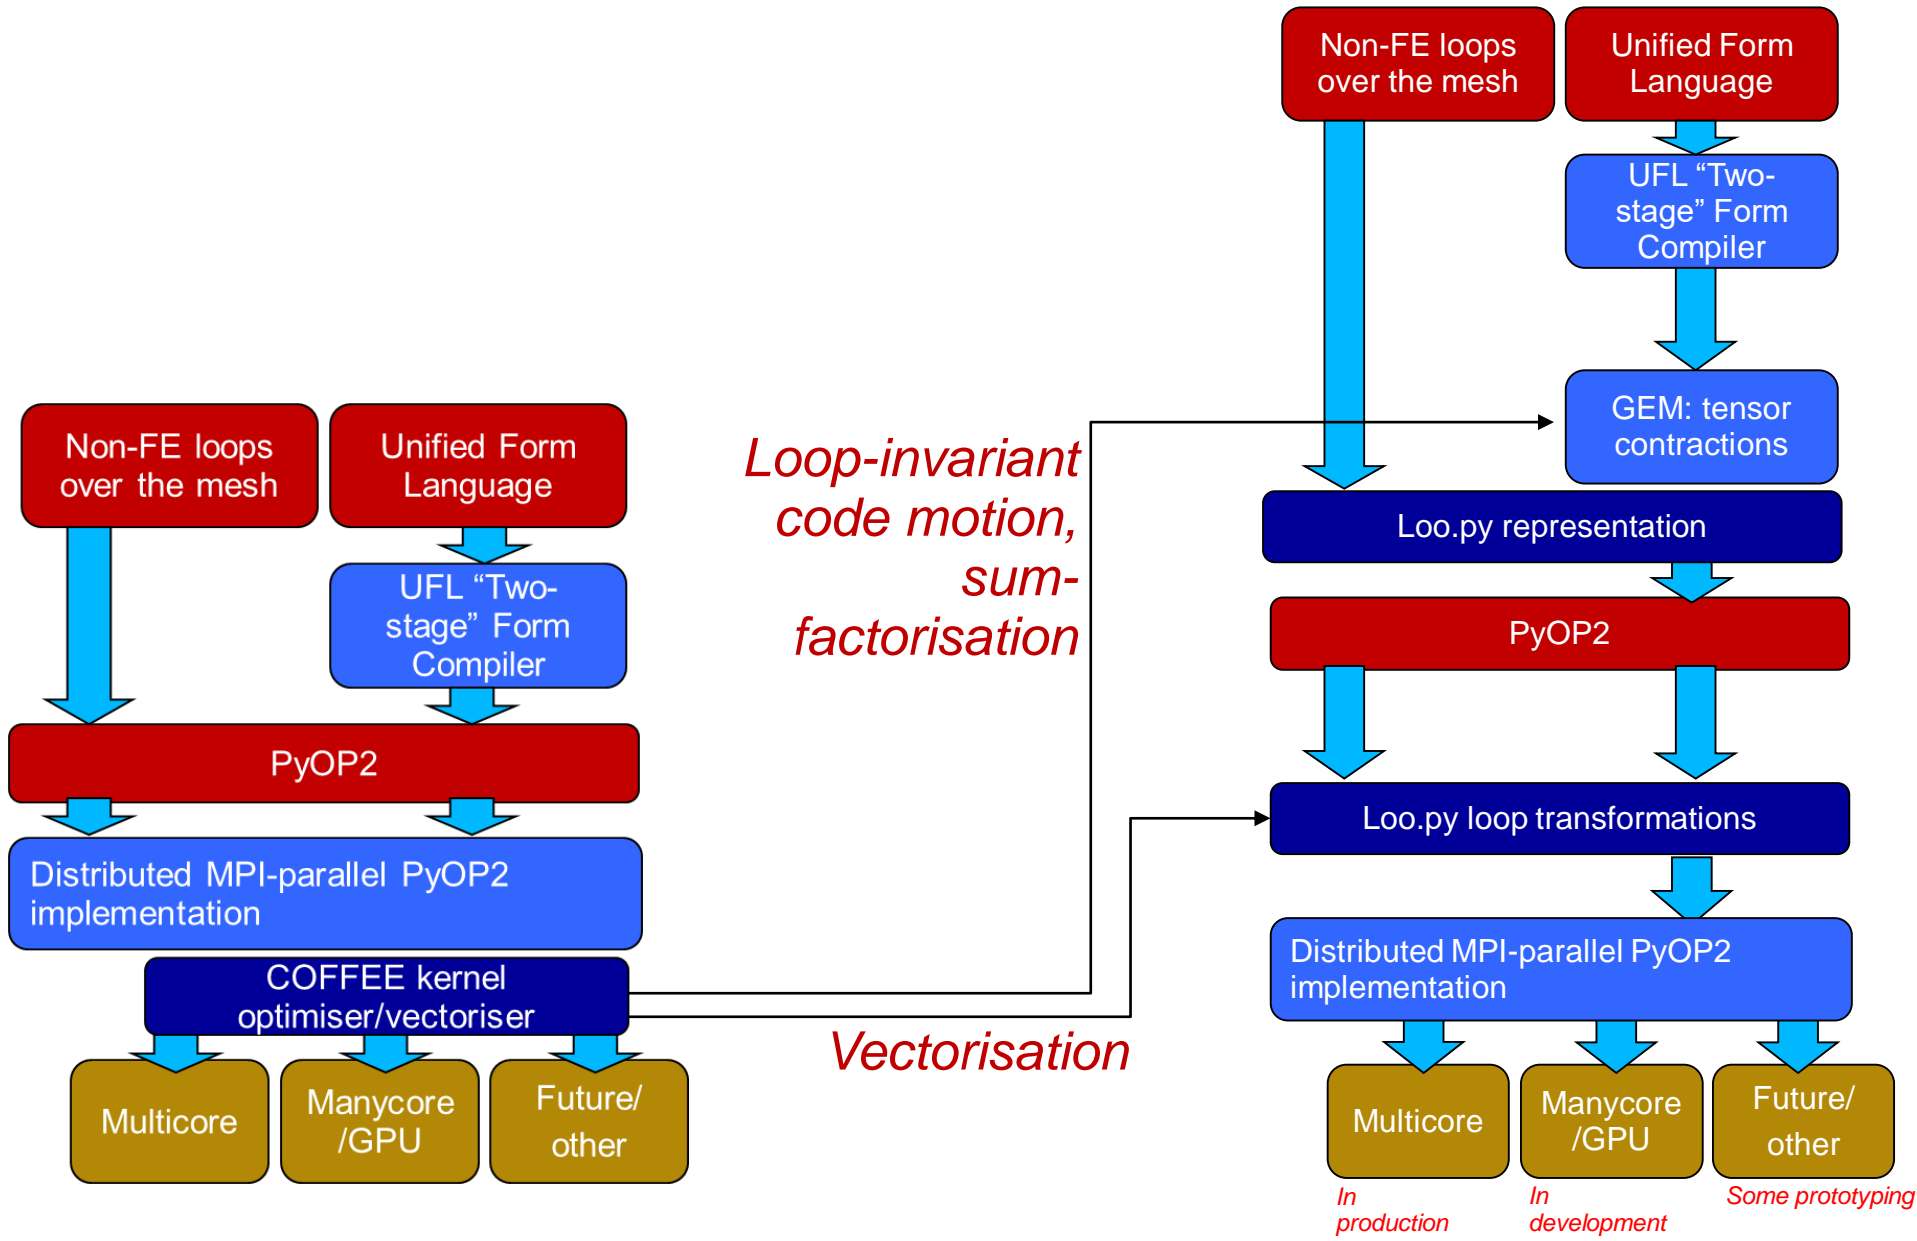 Non-FE loops
over the mesh
Unified Form
Language
UFL “Two-
stage” Form
Compiler
PyOP2
Distributed MPI-parallel PyOP2
implementation
COFFEE kernel
optimiser/vectoriser
Multicore
Manycore
/GPU
Future/
other
Loop-invariant
code motion,
sum-
factorisation
Vectorisation
Non-FE loops
over the mesh
Unified Form
Language
UFL “Two-
stage” Form
Compiler
GEM: tensor
contractions
Loo.py representation
PyOP2
Loo.py loop transformations
Distributed MPI-parallel PyOP2
implementation
Multicore
Manycore
/GPU
Future/
other
In
production
In
development
Some prototyping